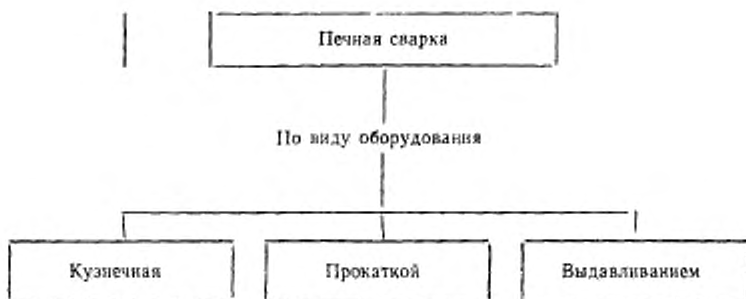 Печная сварка
По виду оборудования
Кузнечная
Прокаткой
Выдавливанием